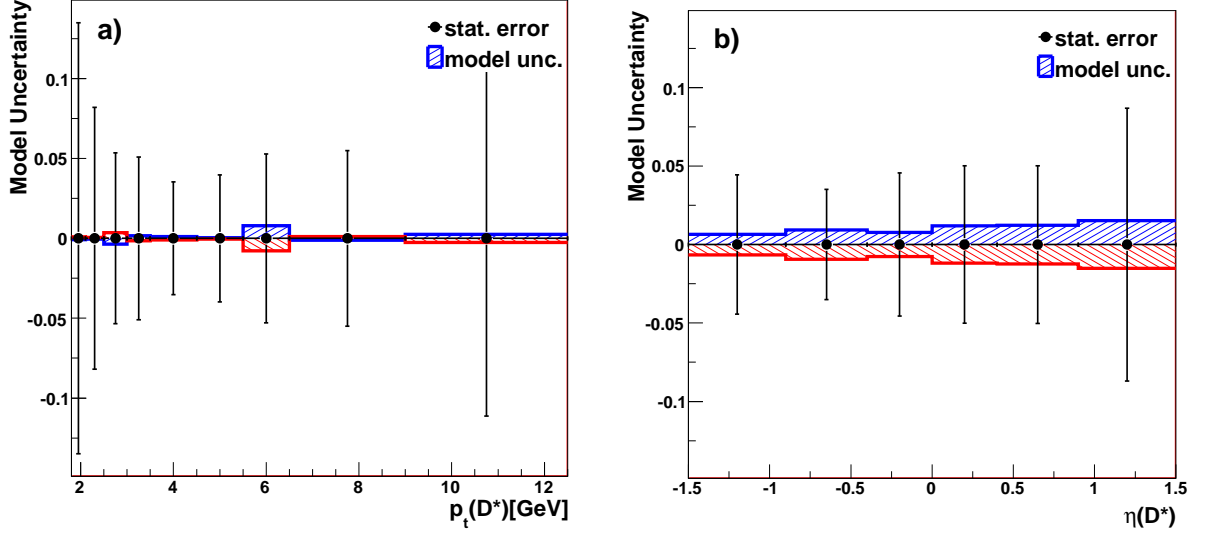 a)
stat. error
model unc.
Model Uncertainty
0.1
0.05
0
-0.05
-0.1
2 4 6 8 10 12
p_t(D*)[GeV]
b)
stat. error
model unc.
Model Uncertainty
0.1
0.05
0
-0.05
-0.1
-1.5 -1 -0.5 0 0.5 1 1.5
η(D*)